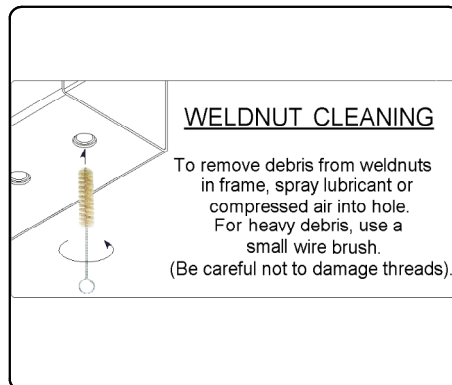 WELDNUT CLEANING
To remove debris from weldnuts
in frame, spray lubricant or
compressed air into hole.
For heavy debris, use a
small wire brush.
(Be careful not to damage threads).